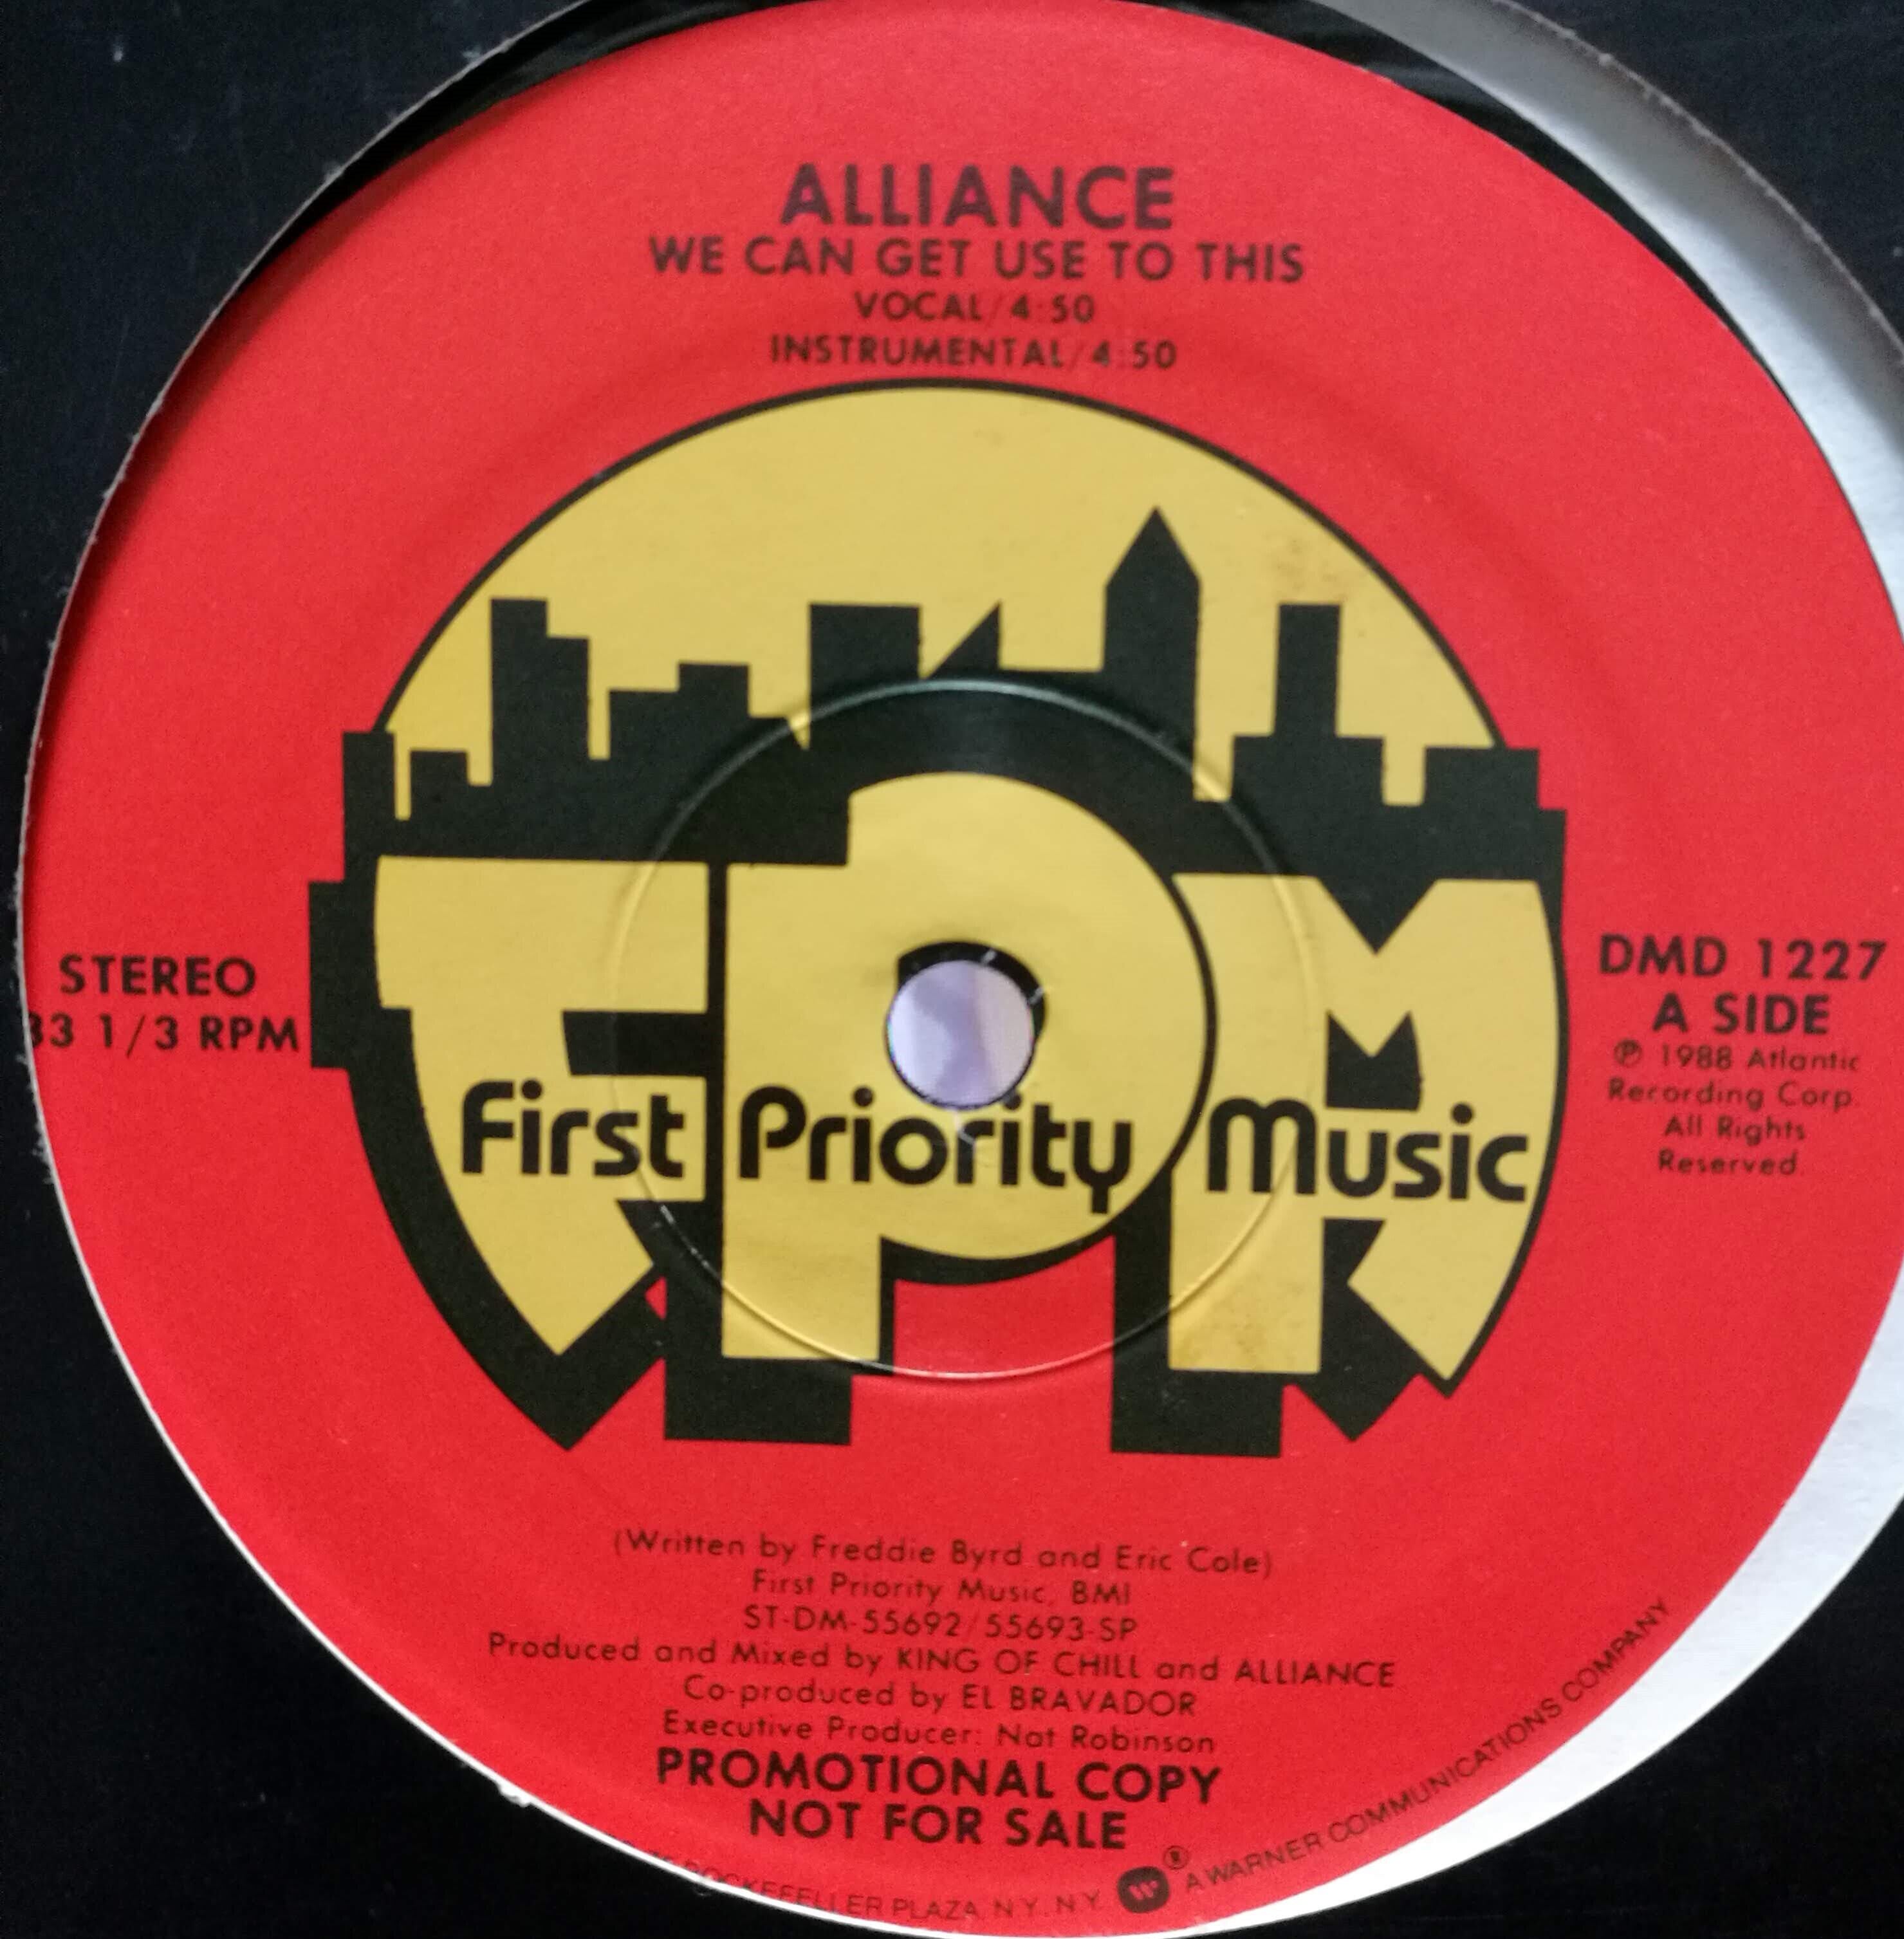 ALLIANCE
WE CAN GET USE TO THIS
VOCAL/4:50
INSTRUMENTAL/4:50
STEREO
33 1/3 RPM
DMD 1227
A SIDE
℗ 1988 Atlantic
Recording Corp.
All Rights
Reserved.
FPM
First Priority Music
(Written by Freddie Byrd and Eric Cole)
First Priority Music, BMI
ST-DM-55692/55693-SP
Produced and Mixed by KING OF CHILL and ALLIANCE
Co-produced by EL BRAVADOR
Executive Producer: Nat Robinson
PROMOTIONAL COPY
NOT FOR SALE
ROCKEFELLER PLAZA, N.Y., N.Y. W ® A WARNER COMMUNICATIONS COMPANY